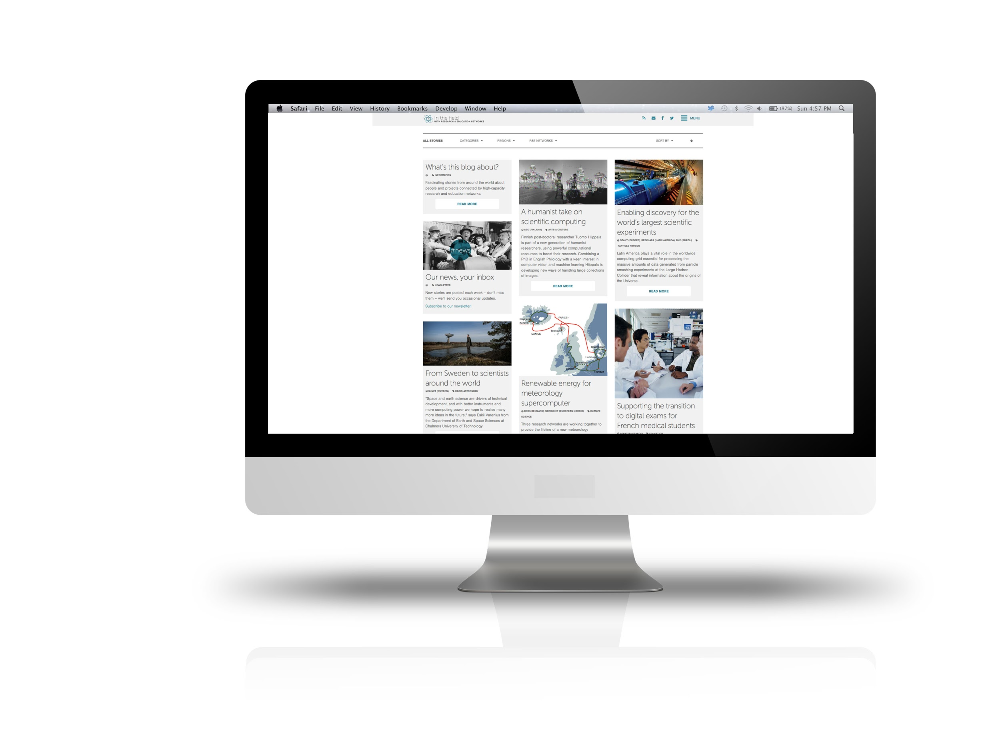 Safari File Edit View History Bookmarks Develop Window Help (87%) Sun 4:57 PM
In the field
WITH RESEARCH & EDUCATION NETWORKS
MENU
ALL STORIES CATEGORIES REGIONS R&E NETWORKS SORT BY
What's this blog about?
INFORMATION
Fascinating stories from around the world about
people and projects connected by high-capacity
research and education networks.
READ MORE
#news
Our news, your inbox
NEWSLETTER
New stories are posted each week – don't miss
them – we'll send you occasional updates.
Subscribe to our newsletter!
From Sweden to scientists
around the world
SUNET (SWEDEN) RADIO ASTRONOMY
"Space and earth science are drivers of technical
development, and with better instruments and
more computing power we hope to realise many
more ideas in the future," says Eskil Varenius from
the Department of Earth and Space Sciences at
Chalmers University of Technology.
A humanist take on
scientific computing
CSC (FINLAND) ARTS & CULTURE
Finnish post-doctoral researcher Tuomo Hiippala
is part of a new generation of humanist
researchers, using powerful computational
resources to boost their research. Combining a
PhD in English Philology with a keen interest in
computer vision and machine learning Hiippala is
developing new ways of handling large collections
of images.
READ MORE
Reykjavik
Keflavik
FARICE-1
Torshavn
DANICE
Copenhagen
Hamburg
Amsterdam
London
Frankfurt
Renewable energy for
meteorology
supercomputer
DEIC (DENMARK), NORDUNET (EUROPEAN NORDIC) CLIMATE
SCIENCE
Three research networks are working together to
provide the lifeline of a new meteorology
Enabling discovery for the
world's largest scientific
experiments
GÉANT (EUROPE), REDCLARA (LATIN AMERICA), RNP (BRAZIL)
PARTICLE PHYSICS
Latin America plays a vital role in the worldwide
computing grid essential for processing the
massive amounts of data generated from particle
smashing experiments at the Large Hadron
Collider that reveal information about the origins of
the Universe.
READ MORE
Supporting the transition
to digital exams for
French medical students
RENATER (FRANCE) EDUCATION